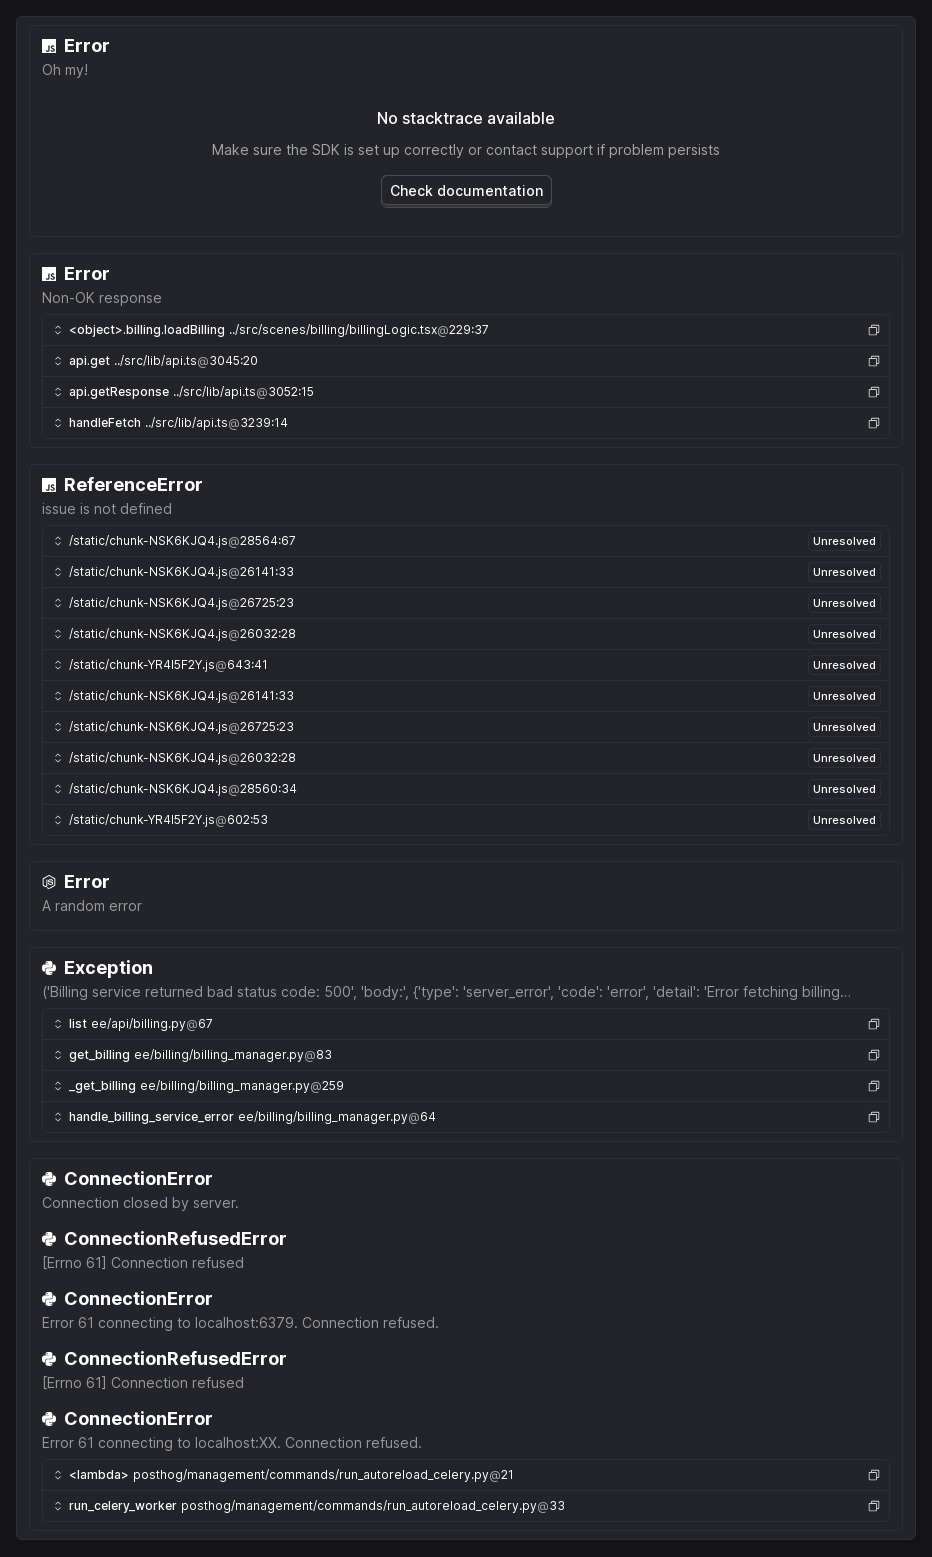 Error
Oh my!
No stacktrace available
Make sure the SDK is set up correctly or contact support if problem persists
Check documentation
Error
Non-OK response
<object>.billing.loadBilling ../src/scenes/billing/billingLogic.tsx@229:37
api.get ../src/lib/api.ts@3045:20
api.getResponse ../src/lib/api.ts@3052:15
handleFetch ../src/lib/api.ts@3239:14
ReferenceError
issue is not defined
/static/chunk-NSK6KJQ4.js@28564:67 Unresolved
/static/chunk-NSK6KJQ4.js@26141:33 Unresolved
/static/chunk-NSK6KJQ4.js@26725:23 Unresolved
/static/chunk-NSK6KJQ4.js@26032:28 Unresolved
/static/chunk-YR4I5F2Y.js@643:41 Unresolved
/static/chunk-NSK6KJQ4.js@26141:33 Unresolved
/static/chunk-NSK6KJQ4.js@26725:23 Unresolved
/static/chunk-NSK6KJQ4.js@26032:28 Unresolved
/static/chunk-NSK6KJQ4.js@28560:34 Unresolved
/static/chunk-YR4I5F2Y.js@602:53 Unresolved
Error
A random error
Exception
('Billing service returned bad status code: 500', 'body:', {'type': 'server_error', 'code': 'error', 'detail': 'Error fetching billing…
list ee/api/billing.py@67
get_billing ee/billing/billing_manager.py@83
_get_billing ee/billing/billing_manager.py@259
handle_billing_service_error ee/billing/billing_manager.py@64
ConnectionError
Connection closed by server.
ConnectionRefusedError
[Errno 61] Connection refused
ConnectionError
Error 61 connecting to localhost:6379. Connection refused.
ConnectionRefusedError
[Errno 61] Connection refused
ConnectionError
Error 61 connecting to localhost:XX. Connection refused.
<lambda> posthog/management/commands/run_autoreload_celery.py@21
run_celery_worker posthog/management/commands/run_autoreload_celery.py@33